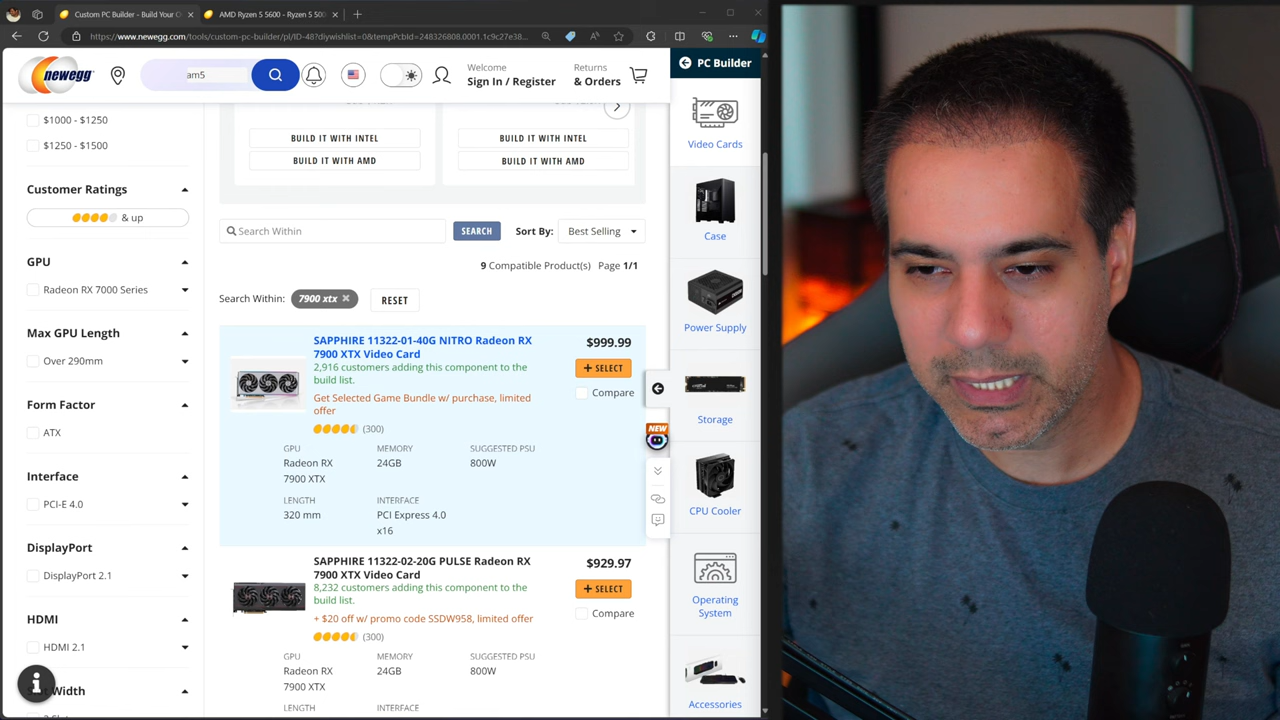 Custom PC Builder - Build Your O
AMD Ryzen 5 5600 - Ryzen 5 500
https://www.newegg.com/tools/custom-pc-builder/pl/ID-48?diywishlist=0&tempPcbId=248326808.0001.1c9c27e38...
newegg
am5
Welcome
Sign In / Register
Returns
& Orders
PC Builder
$1000 - $1250
$1250 - $1500
Customer Ratings
& up
GPU
Radeon RX 7000 Series
Max GPU Length
Over 290mm
Form Factor
ATX
Interface
PCI-E 4.0
DisplayPort
DisplayPort 2.1
HDMI
HDMI 2.1
Width
BUILD IT WITH INTEL
BUILD IT WITH AMD
BUILD IT WITH INTEL
BUILD IT WITH AMD
Search Within
SEARCH
Sort By:
Best Selling
9 Compatible Product(s) Page 1/1
Search Within:
7900 xtx
RESET
SAPPHIRE 11322-01-40G NITRO Radeon RX
7900 XTX Video Card
2,916 customers adding this component to the
build list.
Get Selected Game Bundle w/ purchase, limited
offer
(300)
$999.99
+ SELECT
Compare
GPU
Radeon RX
7900 XTX
MEMORY
24GB
SUGGESTED PSU
800W
LENGTH
320 mm
INTERFACE
PCI Express 4.0
x16
NEW
SAPPHIRE 11322-02-20G PULSE Radeon RX
7900 XTX Video Card
8,232 customers adding this component to the
build list.
+ $20 off w/ promo code SSDW958, limited offer
(300)
$929.97
+ SELECT
Compare
GPU
Radeon RX
7900 XTX
MEMORY
24GB
SUGGESTED PSU
800W
LENGTH
INTERFACE
Video Cards
Case
Power Supply
Storage
CPU Cooler
Operating
System
Accessories